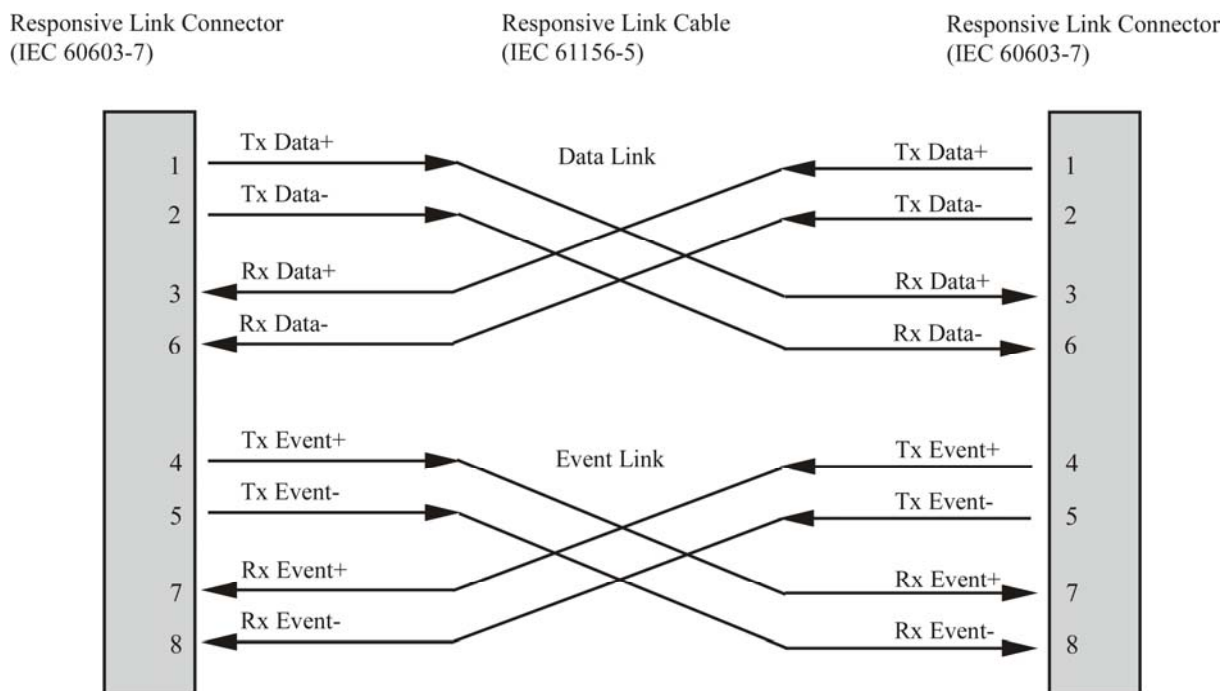 Responsive Link Connector
(IEC 60603-7)
Responsive Link Cable
(IEC 61156-5)
Responsive Link Connector
(IEC 60603-7)
1 Tx Data+ Data Link Tx Data+ 1
2 Tx Data- Tx Data- 2
3 Rx Data+ Rx Data+ 3
6 Rx Data- Rx Data- 6
4 Tx Event+ Event Link Tx Event+ 4
5 Tx Event- Tx Event- 5
7 Rx Event+ Rx Event+ 7
8 Rx Event- Rx Event- 8